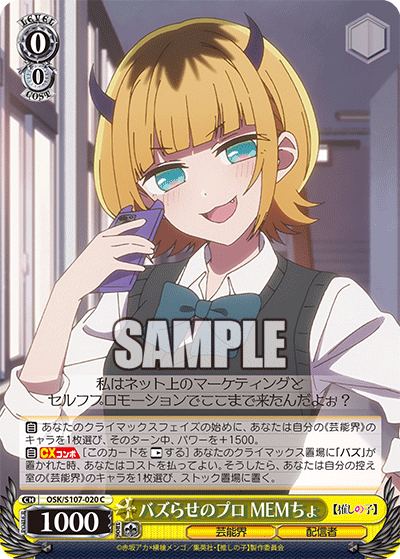 LEVEL
0
0
COST
SAMPLE
私はネット上のマーケティングと
セルフプロモーションでここまで来たんだよぉ?
自 あなたのクライマックスフェイズの始めに、あなたは自分の《芸能界》の
キャラを1枚選び、そのターン中、パワーを+1500。
自 CXコンボ [このカードを レスト する] あなたのクライマックス置場に「バズ」が
置かれた時、あなたはコストを払ってよい。そうしたら、あなたは自分の控え
室の《芸能界》のキャラを1枚選び、ストック置場に置く。
OSK/S107-020 C
1000
バズらせのプロ MEMちょ
【推しの子】
芸能界
配信者
©赤坂アカ×横槍メンゴ/集英社・【推しの子】製作委員会